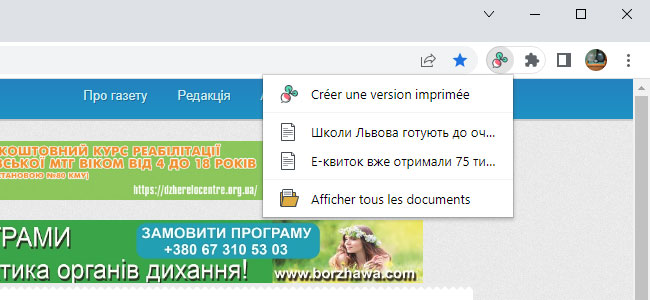 Про газету Редакція
Créer une version imprimée
Школи Львова готують до оч...
Е-квиток вже отримали 75 ти...
Afficher tous les documents
КОШТОВНИЙ КУРС РЕАБІЛІТАЦІЇ
ВСЬКОЇ МТГ ВІКОМ ВІД 4 ДО 18 РОКІВ
СТАНОВОЮ №80 КМУ)
https://dzherelocentre.org.ua/
ГРАМИ
ЗАМОВИТИ ПРОГРАМУ
+380 67 310 53 03
тика органів дихання!
www.borzhawa.com